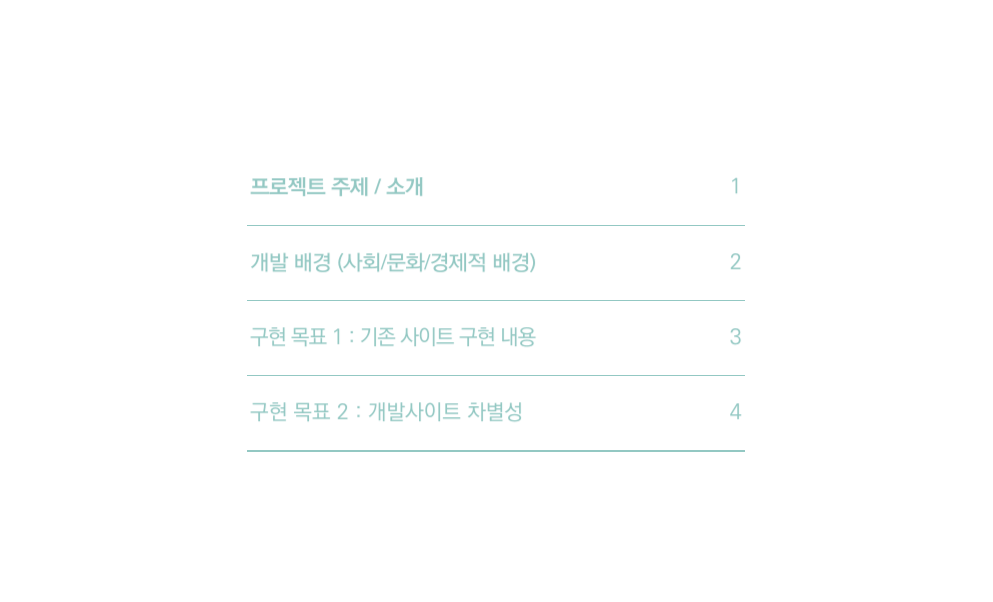 프로젝트 주제 / 소개 1
개발 배경 (사회/문화/경제적 배경) 2
구현 목표 1 : 기존 사이트 구현 내용 3
구현 목표 2 : 개발사이트 차별성 4